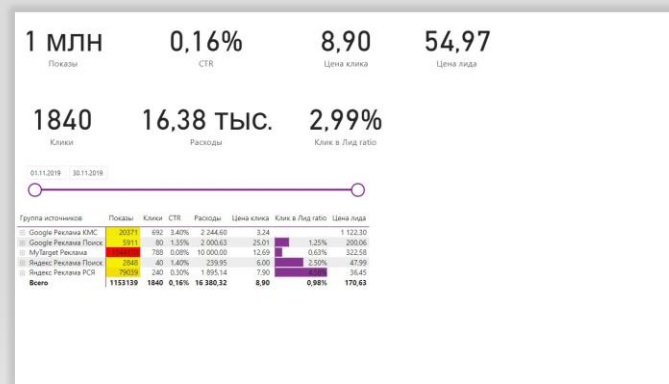 1 млн 0,16% 8,90 54,97
Показы CTR Цена клика Цена лида
1840 16,38 тыс. 2,99%
Клики Расходы Клик в Лид ratio
01.11.2019 30.11.2019
Группа источников Показы Клики CTR Расходы Цена клика Клик в Лид ratio Цена лида
Google Реклама КМС 20371 692 3.40% 2 244,60 3,24 1 122,30
Google Реклама Поиск 5911 80 1.35% 2 000,63 25.01 1,25% 200,06
MyTarget Реклама 788 0.08% 10 000,00 12.69 0,63% 322,58
Яндекс Реклама Поиск 2848 40 1.40% 239,95 6.00 2.50% 47,99
Яндекс Реклама РСЯ 79039 240 0.30% 1 895,14 7.90 36,45
Всего 1153139 1840 0,16% 16 380,32 8,90 0,98% 170,63